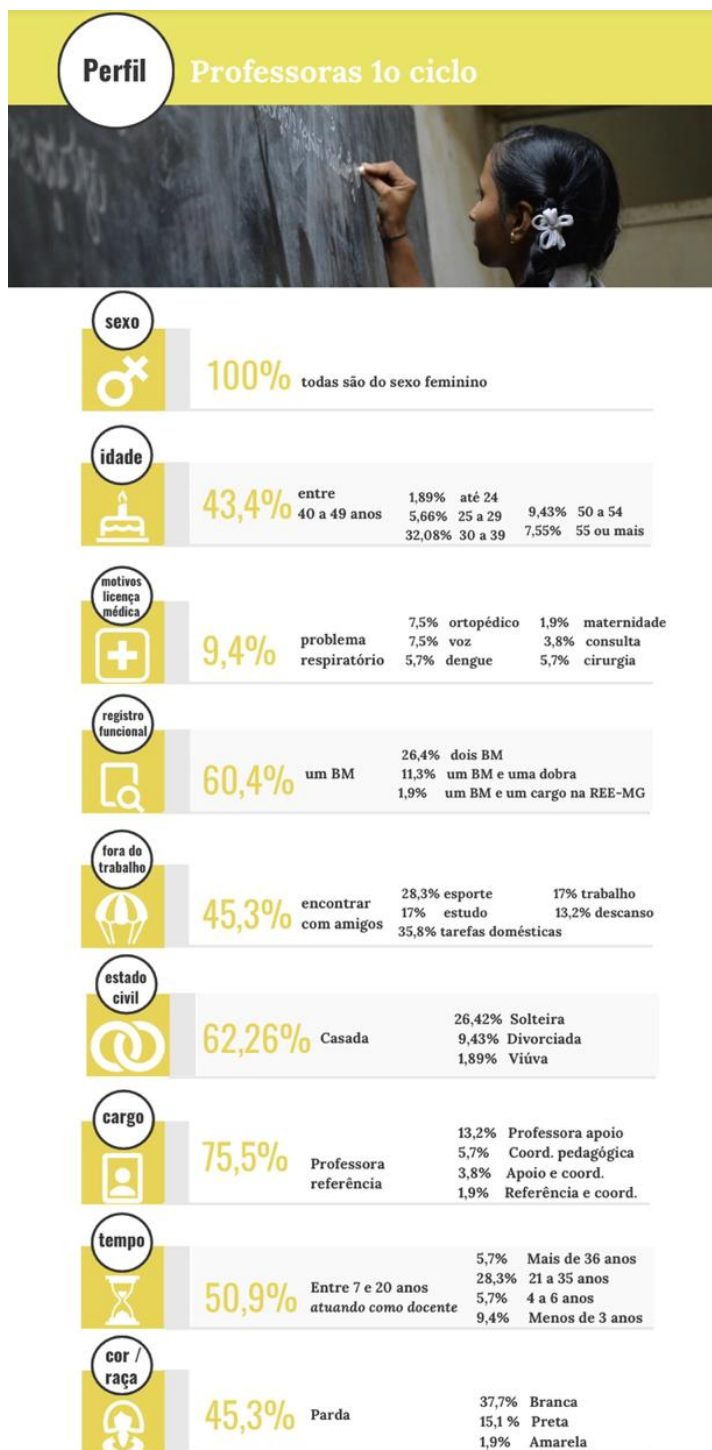 Perfil
Professoras 1o ciclo
sexo
100% todas são do sexo feminino
idade
43,4% entre
40 a 49 anos
1,89% até 24
5,66% 25 a 29
32,08% 30 a 39
9,43% 50 a 54
7,55% 55 ou mais
motivos
licença
médica
9,4% problema
respiratório
7,5% ortopédico
7,5% voz
5,7% dengue
1,9% maternidade
3,8% consulta
5,7% cirurgia
registro
funcional
60,4% um BM
26,4% dois BM
11,3% um BM e uma dobra
1,9% um BM e um cargo na REE-MG
fora do
trabalho
45,3% encontrar
com amigos
28,3% esporte
17% estudo
35,8% tarefas domésticas
17% trabalho
13,2% descanso
estado
civil
62,26% Casada
26,42% Solteira
9,43% Divorciada
1,89% Viúva
cargo
75,5% Professora
referência
13,2% Professora apoio
5,7% Coord. pedagógica
3,8% Apoio e coord.
1,9% Referência e coord.
tempo
50,9% Entre 7 e 20 anos
atuando como docente
5,7% Mais de 36 anos
28,3% 21 a 35 anos
5,7% 4 a 6 anos
9,4% Menos de 3 anos
cor /
raça
45,3% Parda
37,7% Branca
15,1 % Preta
1,9% Amarela